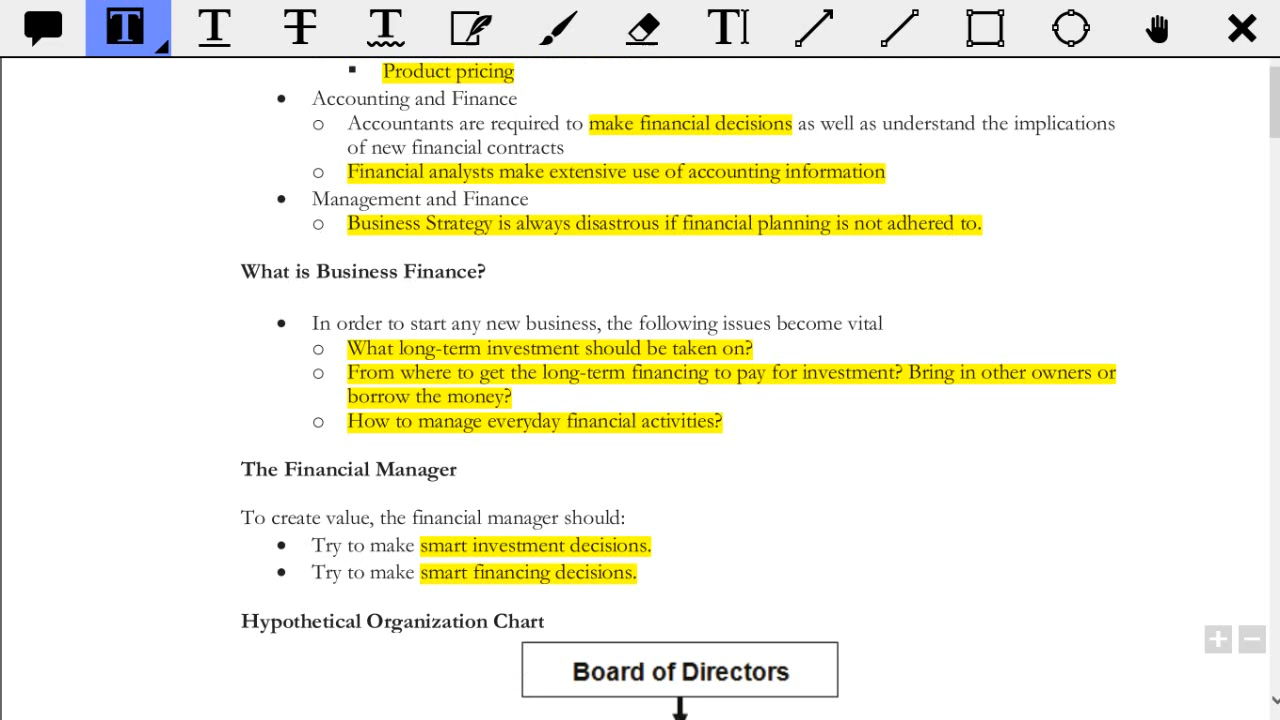 ▪ Product pricing
• Accounting and Finance
o Accountants are required to make financial decisions as well as understand the implications
of new financial contracts
o Financial analysts make extensive use of accounting information
• Management and Finance
o Business Strategy is always disastrous if financial planning is not adhered to.
What is Business Finance?
• In order to start any new business, the following issues become vital
o What long-term investment should be taken on?
o From where to get the long-term financing to pay for investment? Bring in other owners or
borrow the money?
o How to manage everyday financial activities?
The Financial Manager
To create value, the financial manager should:
• Try to make smart investment decisions.
• Try to make smart financing decisions.
Hypothetical Organization Chart
Board of Directors